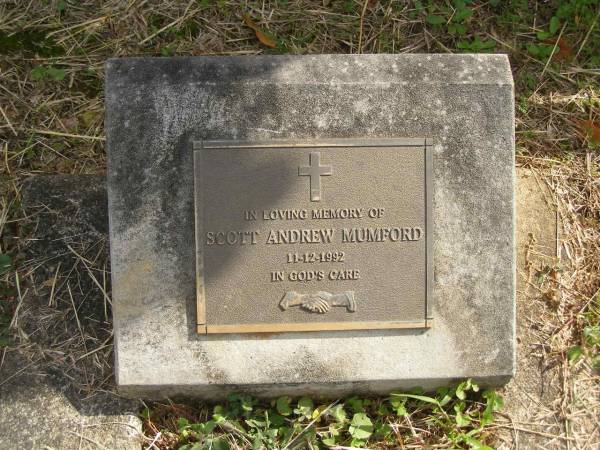 IN LOVING MEMORY OF
SCOTT ANDREW MUMFORD
11-12-1992
IN GOD'S CARE